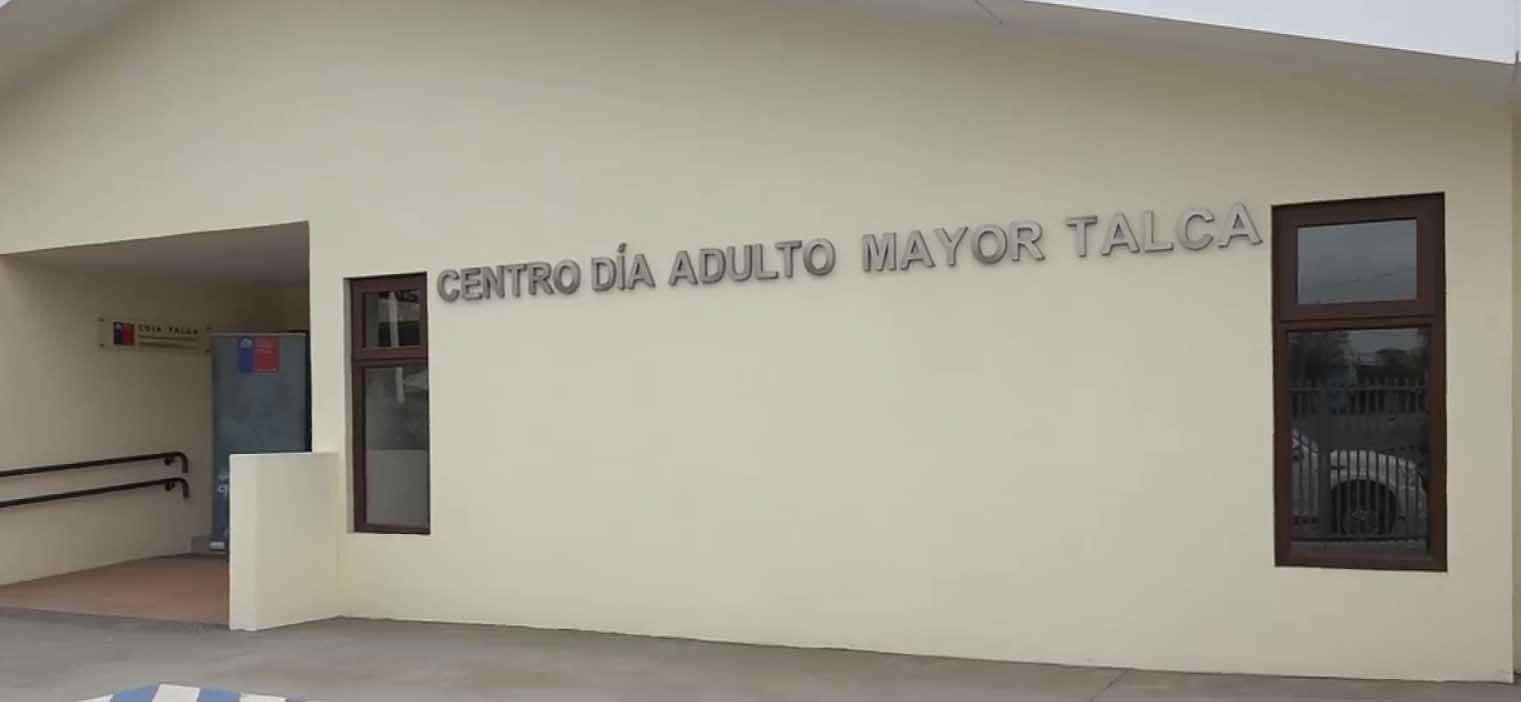 CENTRO DÍA ADULTO MAYOR TALCA